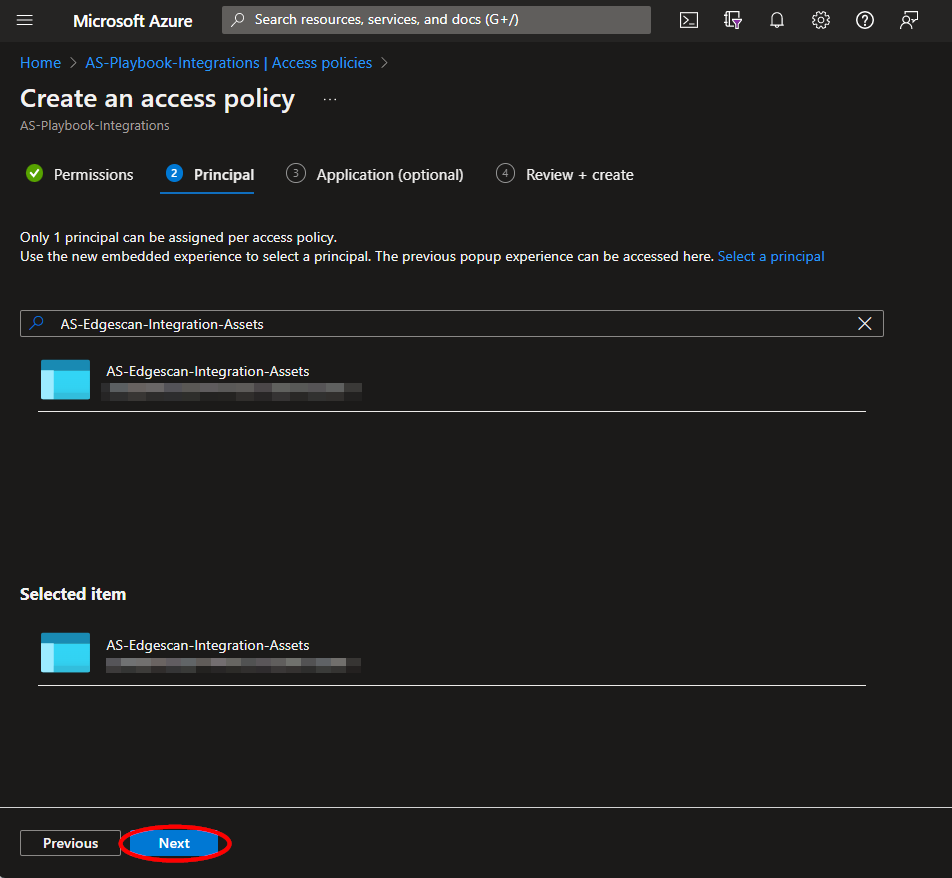 Microsoft Azure
Search resources, services, and docs (G+/)
Home > AS-Playbook-Integrations | Access policies >
Create an access policy ...
AS-Playbook-Integrations
Permissions 2 Principal 3 Application (optional) 4 Review + create
Only 1 principal can be assigned per access policy.
Use the new embedded experience to select a principal. The previous popup experience can be accessed here. Select a principal
AS-Edgescan-Integration-Assets
AS-Edgescan-Integration-Assets
Selected item
AS-Edgescan-Integration-Assets
Previous Next